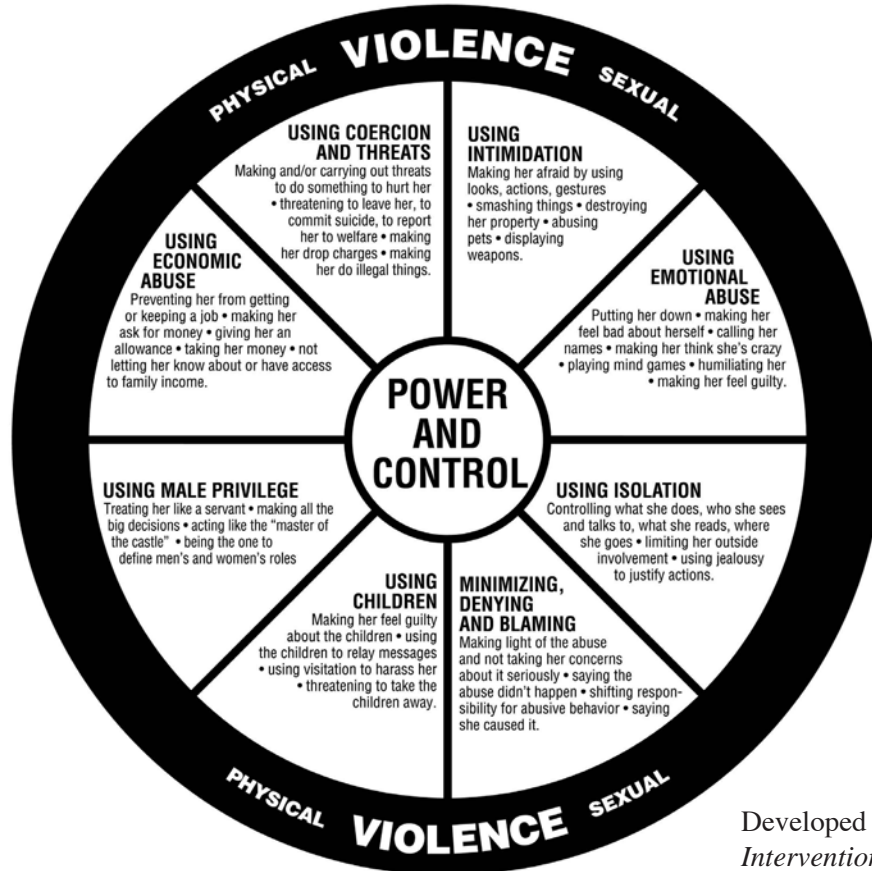 PHYSICAL VIOLENCE SEXUAL
USING COERCION
AND THREATS
Making and/or carrying out threats
to do something to hurt her
• threatening to leave her, to
commit suicide, to report
her to welfare • making
her drop charges • making
her do illegal things.
USING
INTIMIDATION
Making her afraid by using
looks, actions, gestures
• smashing things • destroying
her property • abusing
pets • displaying
weapons.
USING
ECONOMIC
ABUSE
Preventing her from getting
or keeping a job • making her
ask for money • giving her an
allowance • taking her money • not
letting her know about or have access
to family income.
USING
EMOTIONAL
ABUSE
Putting her down • making her
feel bad about herself • calling her
names • making her think she's crazy
• playing mind games • humiliating her
• making her feel guilty.
POWER
AND
CONTROL
USING MALE PRIVILEGE
Treating her like a servant • making all the
big decisions • acting like the “master of
the castle” • being the one to
define men's and women's roles
USING ISOLATION
Controlling what she does, who she sees
and talks to, what she reads, where
she goes • limiting her outside
involvement • using jealousy
to justify actions.
USING
CHILDREN
Making her feel guilty
about the children • using
the children to relay messages
• using visitation to harass her
• threatening to take the
children away.
MINIMIZING,
DENYING
AND BLAMING
Making light of the abuse
and not taking her concerns
about it seriously • saying the
abuse didn't happen • shifting respon-
sibility for abusive behavior • saying
she caused it.
PHYSICAL VIOLENCE SEXUAL
Developed
Intervention